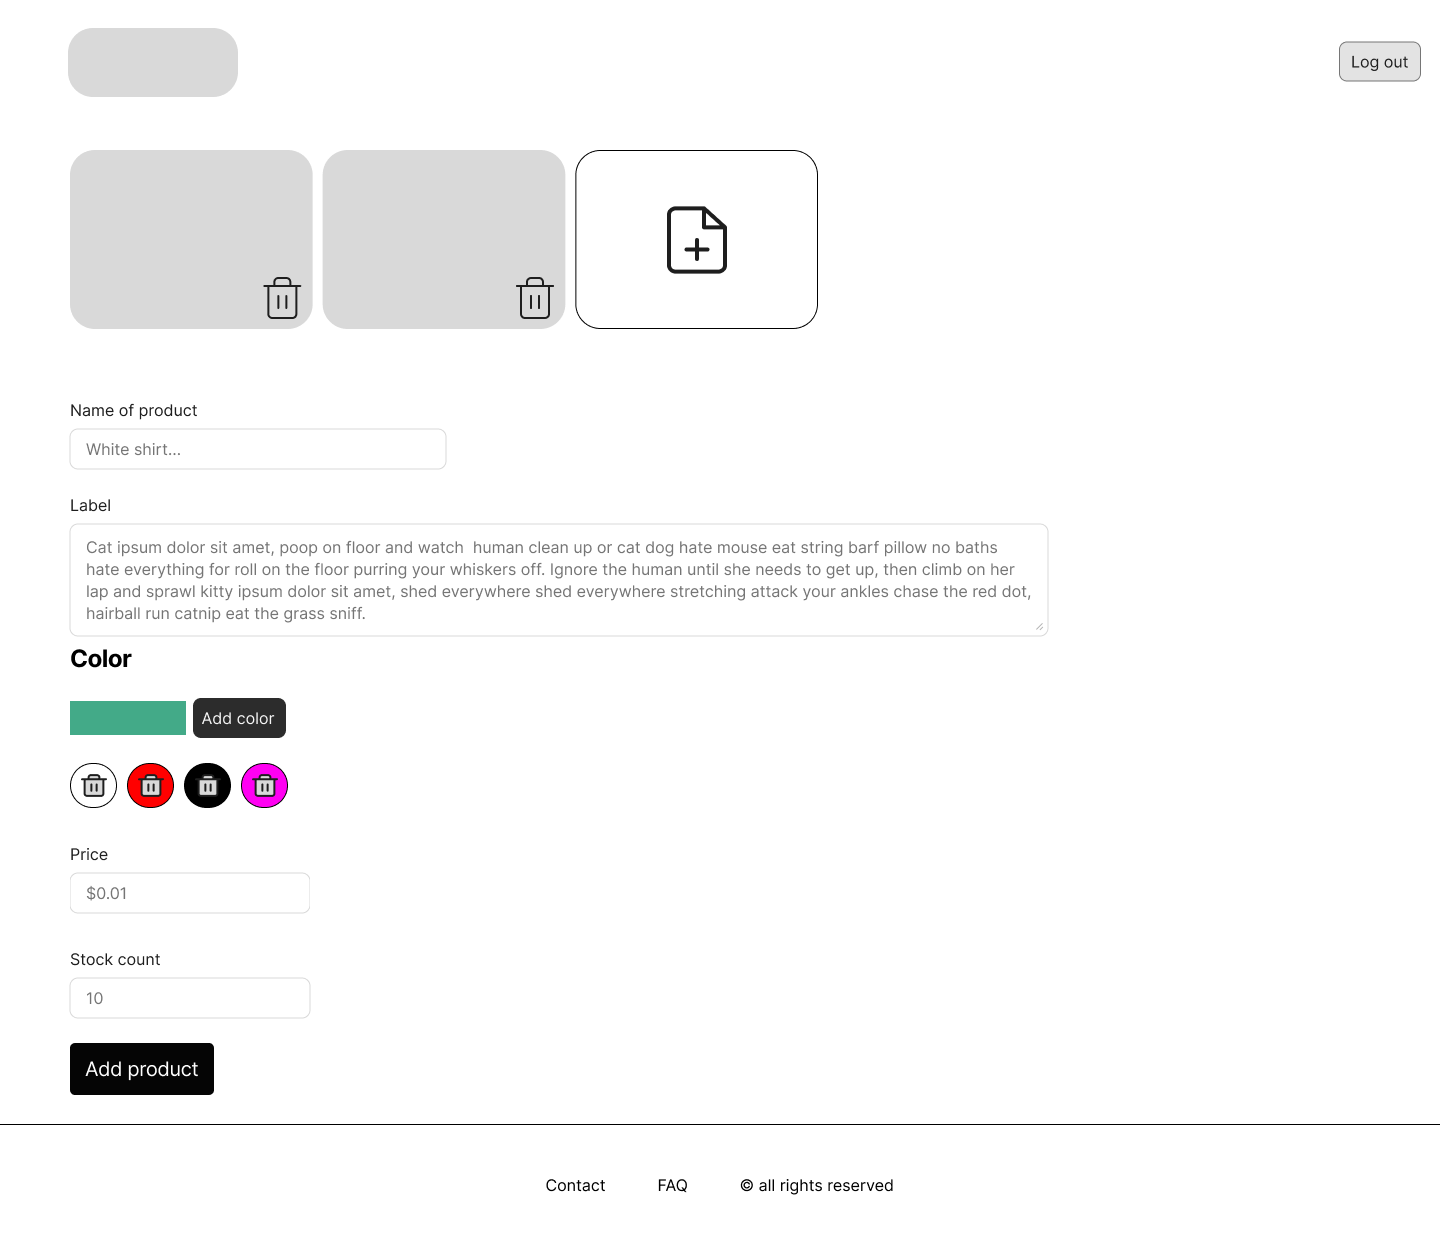 Log out
Name of product
White shirt...
Label
Cat ipsum dolor sit amet, poop on floor and watch  human clean up or cat dog hate mouse eat string barf pillow no baths
hate everything for roll on the floor purring your whiskers off. Ignore the human until she needs to get up, then climb on her
lap and sprawl kitty ipsum dolor sit amet, shed everywhere shed everywhere stretching attack your ankles chase the red dot,
hairball run catnip eat the grass sniff.
Color
Add color
Price
$0.01
Stock count
10
Add product
Contact FAQ © all rights reserved